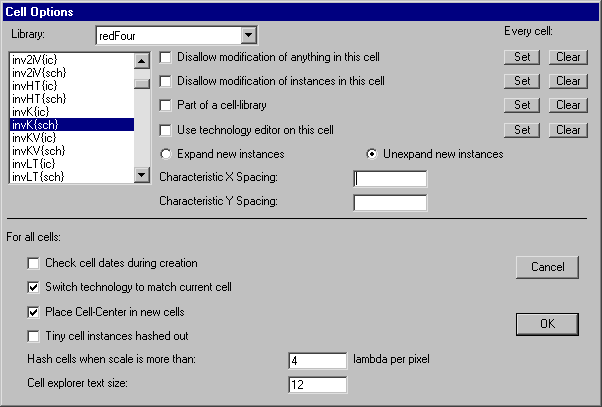 Cell Options
Library: redFour Every cell:
inv2iV{ic}
inv2iV{sch}
invHT{ic}
invHT{sch}
invK{ic}
invK{sch}
invKV{ic}
invKV{sch}
invLT{ic}
invLT{sch}
Disallow modification of anything in this cell Set Clear
Disallow modification of instances in this cell Set Clear
Part of a cell-library Set Clear
Use technology editor on this cell Set Clear
Expand new instances Unexpand new instances
Characteristic X Spacing:
Characteristic Y Spacing:
For all cells:
Check cell dates during creation
Switch technology to match current cell
Place Cell-Center in new cells
Tiny cell instances hashed out
Cancel
OK
Hash cells when scale is more than: 4 lambda per pixel
Cell explorer text size: 12